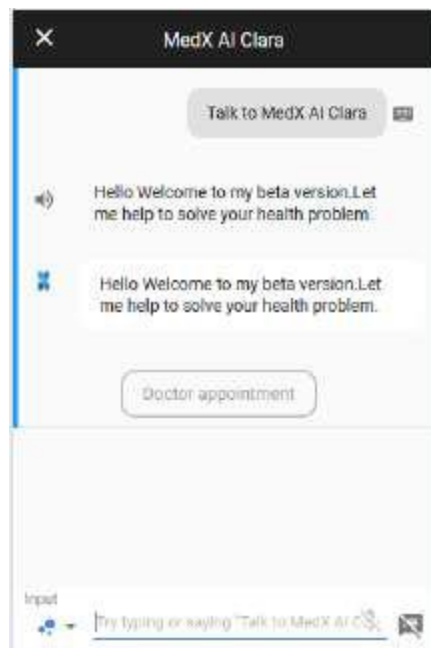 MedX AI Clara
Talk to MedX AI Clara
Hello Welcome to my beta version.Let
me help to solve your health problem.
Hello Welcome to my beta version.Let
me help to solve your health problem.
Doctor appointment
Input
Try typing or saying "Talk to MedX AI C